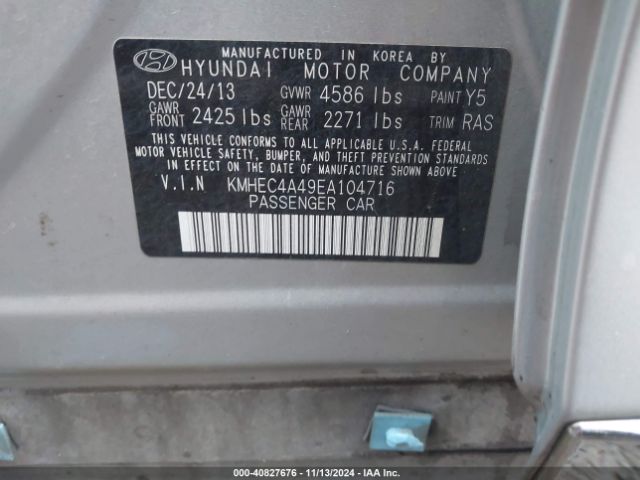 MANUFACTURED IN KOREA BY
HYUNDAI MOTOR COMPANY
DEC/24/13 GVWR 4586 lbs PAINT Y5
GAWR FRONT 2425 lbs GAWR REAR 2271 lbs TRIM RAS
THIS VEHICLE CONFORMS TO ALL APPLICABLE U.S.A. FEDERAL
MOTOR VEHICLE SAFETY, BUMPER, AND THEFT PREVENTION STANDARDS
IN EFFECT ON THE DATE OF MANUFACTURE SHOWN ABOVE
V.I.N KMHEC4A49EA104716
PASSENGER CAR
000-40827676 - 11/13/2024 - IAA Inc.